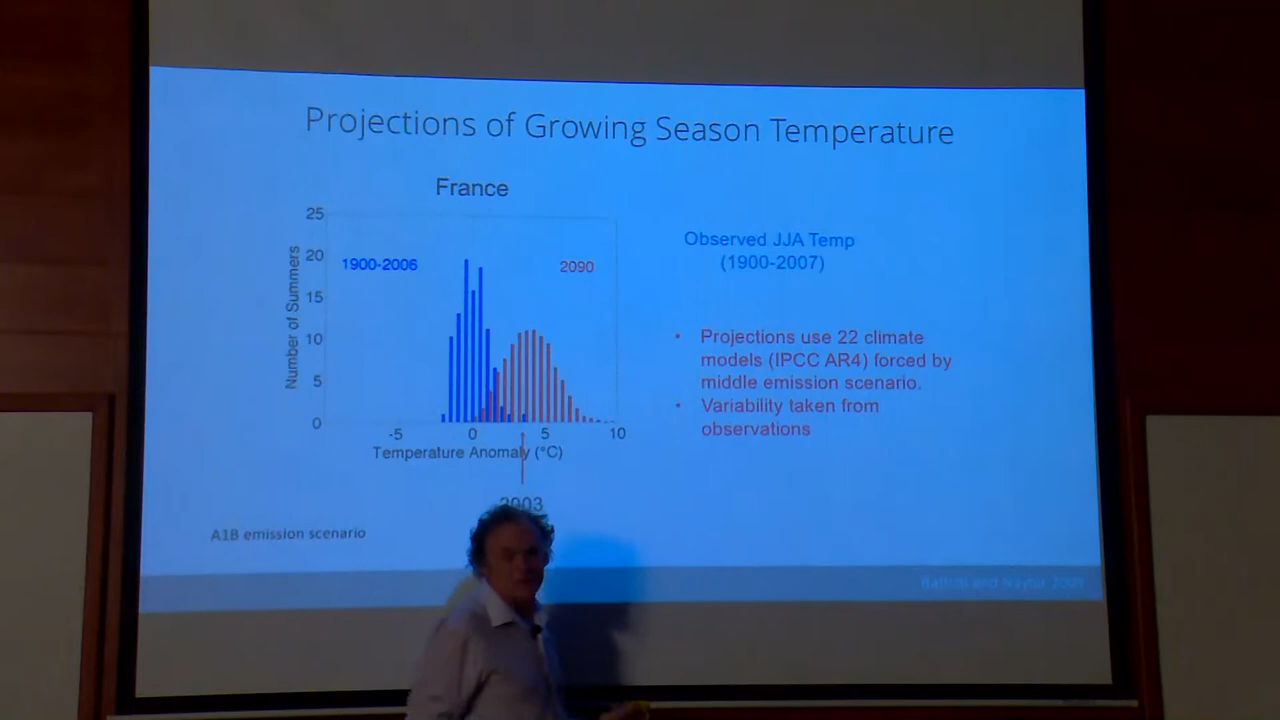 Projections of Growing Season Temperature
France
25
20
15
10
5
0
Number of Summers
1900-2006
2090
-5
0
5
10
Temperature Anomaly (°C)
2003
Observed JJA Temp
(1900-2007)
• Projections use 22 climate
models (IPCC AR4) forced by
middle emission scenario.
• Variability taken from
observations
A1B emission scenario
and